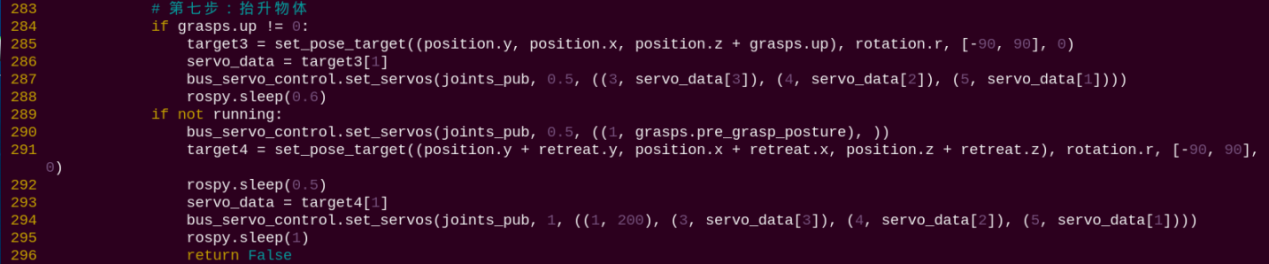 283             # 第七步：抬升物体
284             if grasps.up != 0:
285                 target3 = set_pose_target((position.y, position.x, position.z + grasps.up), rotation.r, [-90, 90], 0)
286                 servo_data = target3[1]
287                 bus_servo_control.set_servos(joints_pub, 0.5, ((3, servo_data[3]), (4, servo_data[2]), (5, servo_data[1])))
288                 rospy.sleep(0.6)
289             if not running:
290                 bus_servo_control.set_servos(joints_pub, 0.5, ((1, grasps.pre_grasp_posture), ))
291                 target4 = set_pose_target((position.y + retreat.y, position.x + retreat.x, position.z + retreat.z), rotation.r, [-90, 90],
0)
292                 rospy.sleep(0.5)
293                 servo_data = target4[1]
294                 bus_servo_control.set_servos(joints_pub, 1, ((1, 200), (3, servo_data[3]), (4, servo_data[2]), (5, servo_data[1])))
295                 rospy.sleep(1)
296                 return False